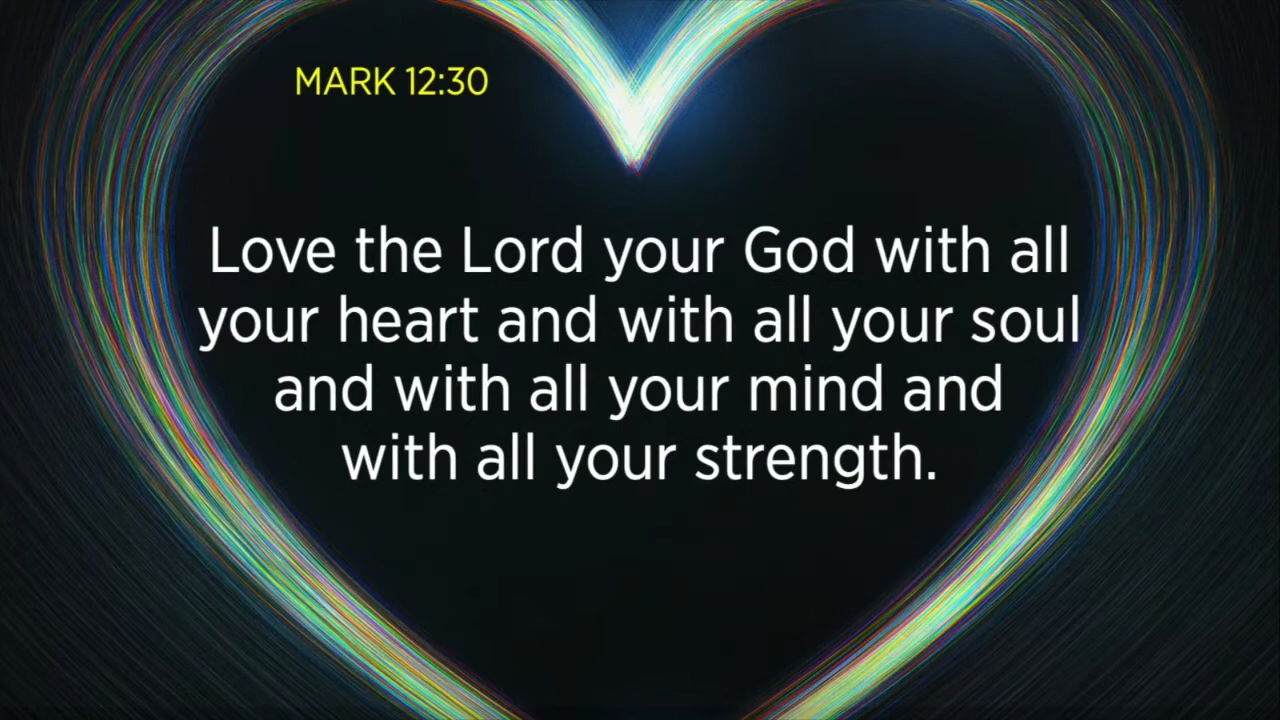 MARK 12:30
Love the Lord your God with all
your heart and with all your soul
and with all your mind and
with all your strength.